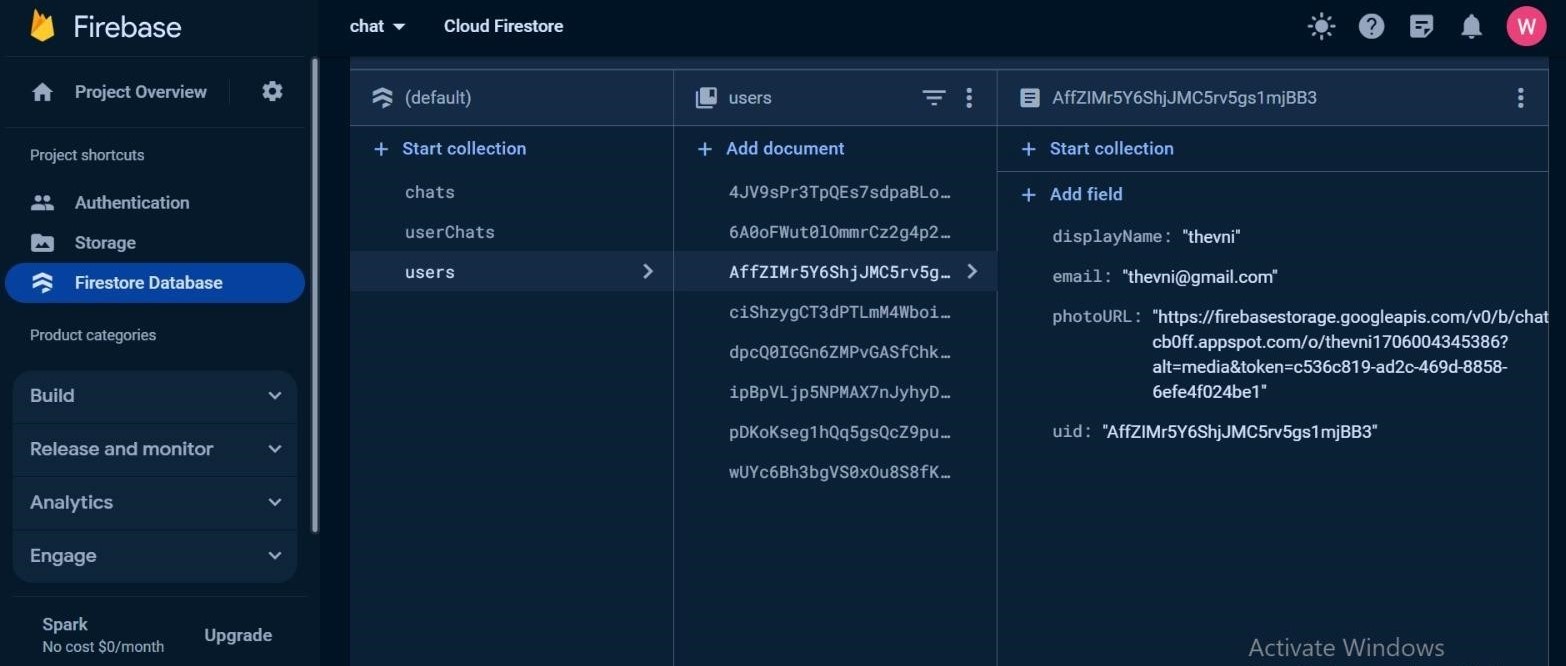 Firebase
chat
Cloud Firestore
W
Project Overview
Project shortcuts
Authentication
Storage
Firestore Database
Product categories
Build
Release and monitor
Analytics
Engage
Spark
No cost $0/month
Upgrade
(default)
+ Start collection
chats
userChats
users
users
+ Add document
4JV9sPr3TpQEs7sdpaBLo…
6A0oFWut0lOmmrCz2g4p2…
AffZIMr5Y6ShjJMC5rv5g…
ciShzygCT3dPTLmM4Wboi…
dpcQ0IGGn6ZMPvGASfChk…
ipBpVLjp5NPMAX7nJyhyD…
pDKoKseg1hQq5gsQcZ9pu…
wUYc6Bh3bgVS0xOu8S8fK…
AffZIMr5Y6ShjJMC5rv5gs1mjBB3
+ Start collection
+ Add field
displayName: "thevni"
email: "thevni@gmail.com"
photoURL: "https://firebasestorage.googleapis.com/v0/b/chat
cb0ff.appspot.com/o/thevni1706004345386?
alt=media&token=c536c819-ad2c-469d-8858-
6efe4f024be1"
uid: "AffZIMr5Y6ShjJMC5rv5gs1mjBB3"
Activate Windows